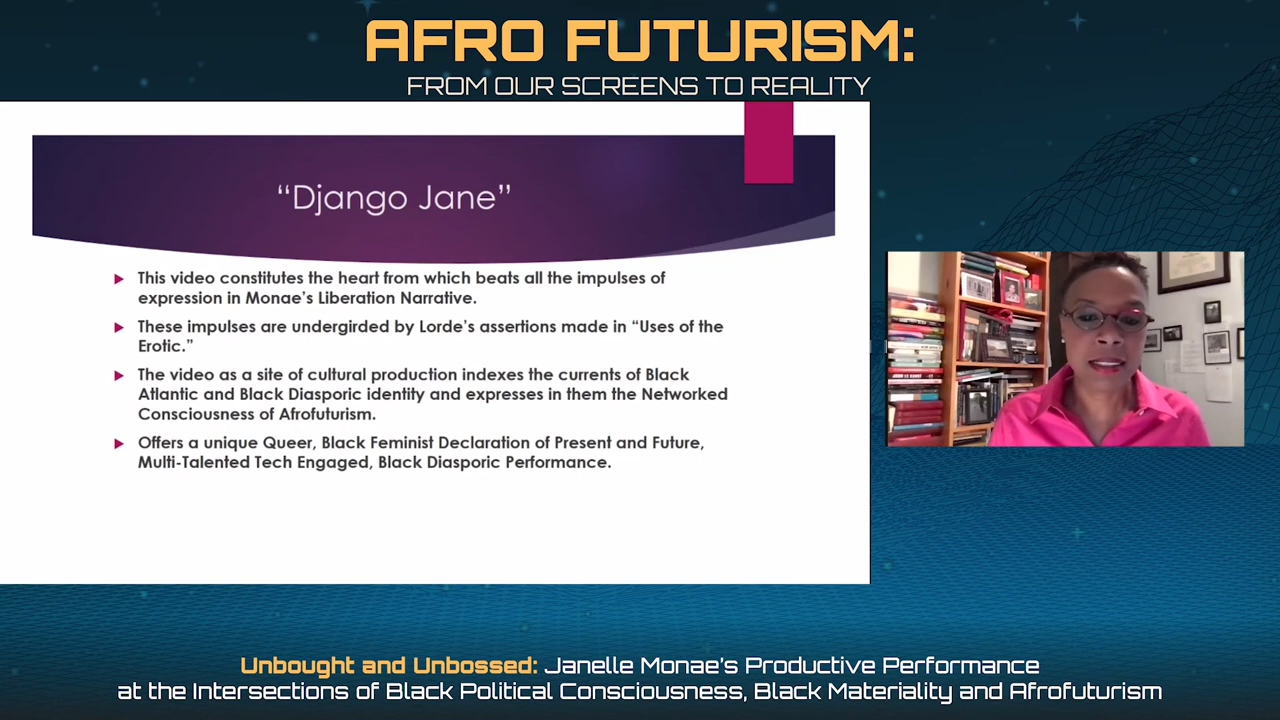 AFRO FUTURISM:
FROM OUR SCREENS TO REALITY
“Django Jane”
This video constitutes the heart from which beats all the impulses of
expression in Monae’s Liberation Narrative.
These impulses are undergirded by Lorde’s assertions made in “Uses of the
Erotic.”
The video as a site of cultural production indexes the currents of Black
Atlantic and Black Diasporic identity and expresses in them the Networked
Consciousness of Afrofuturism.
Offers a unique Queer, Black Feminist Declaration of Present and Future,
Multi-Talented Tech Engaged, Black Diasporic Performance.
Unbought and Unbossed: Janelle Monae’s Productive Performance
at the Intersections of Black Political Consciousness, Black Materiality and Afrofuturism